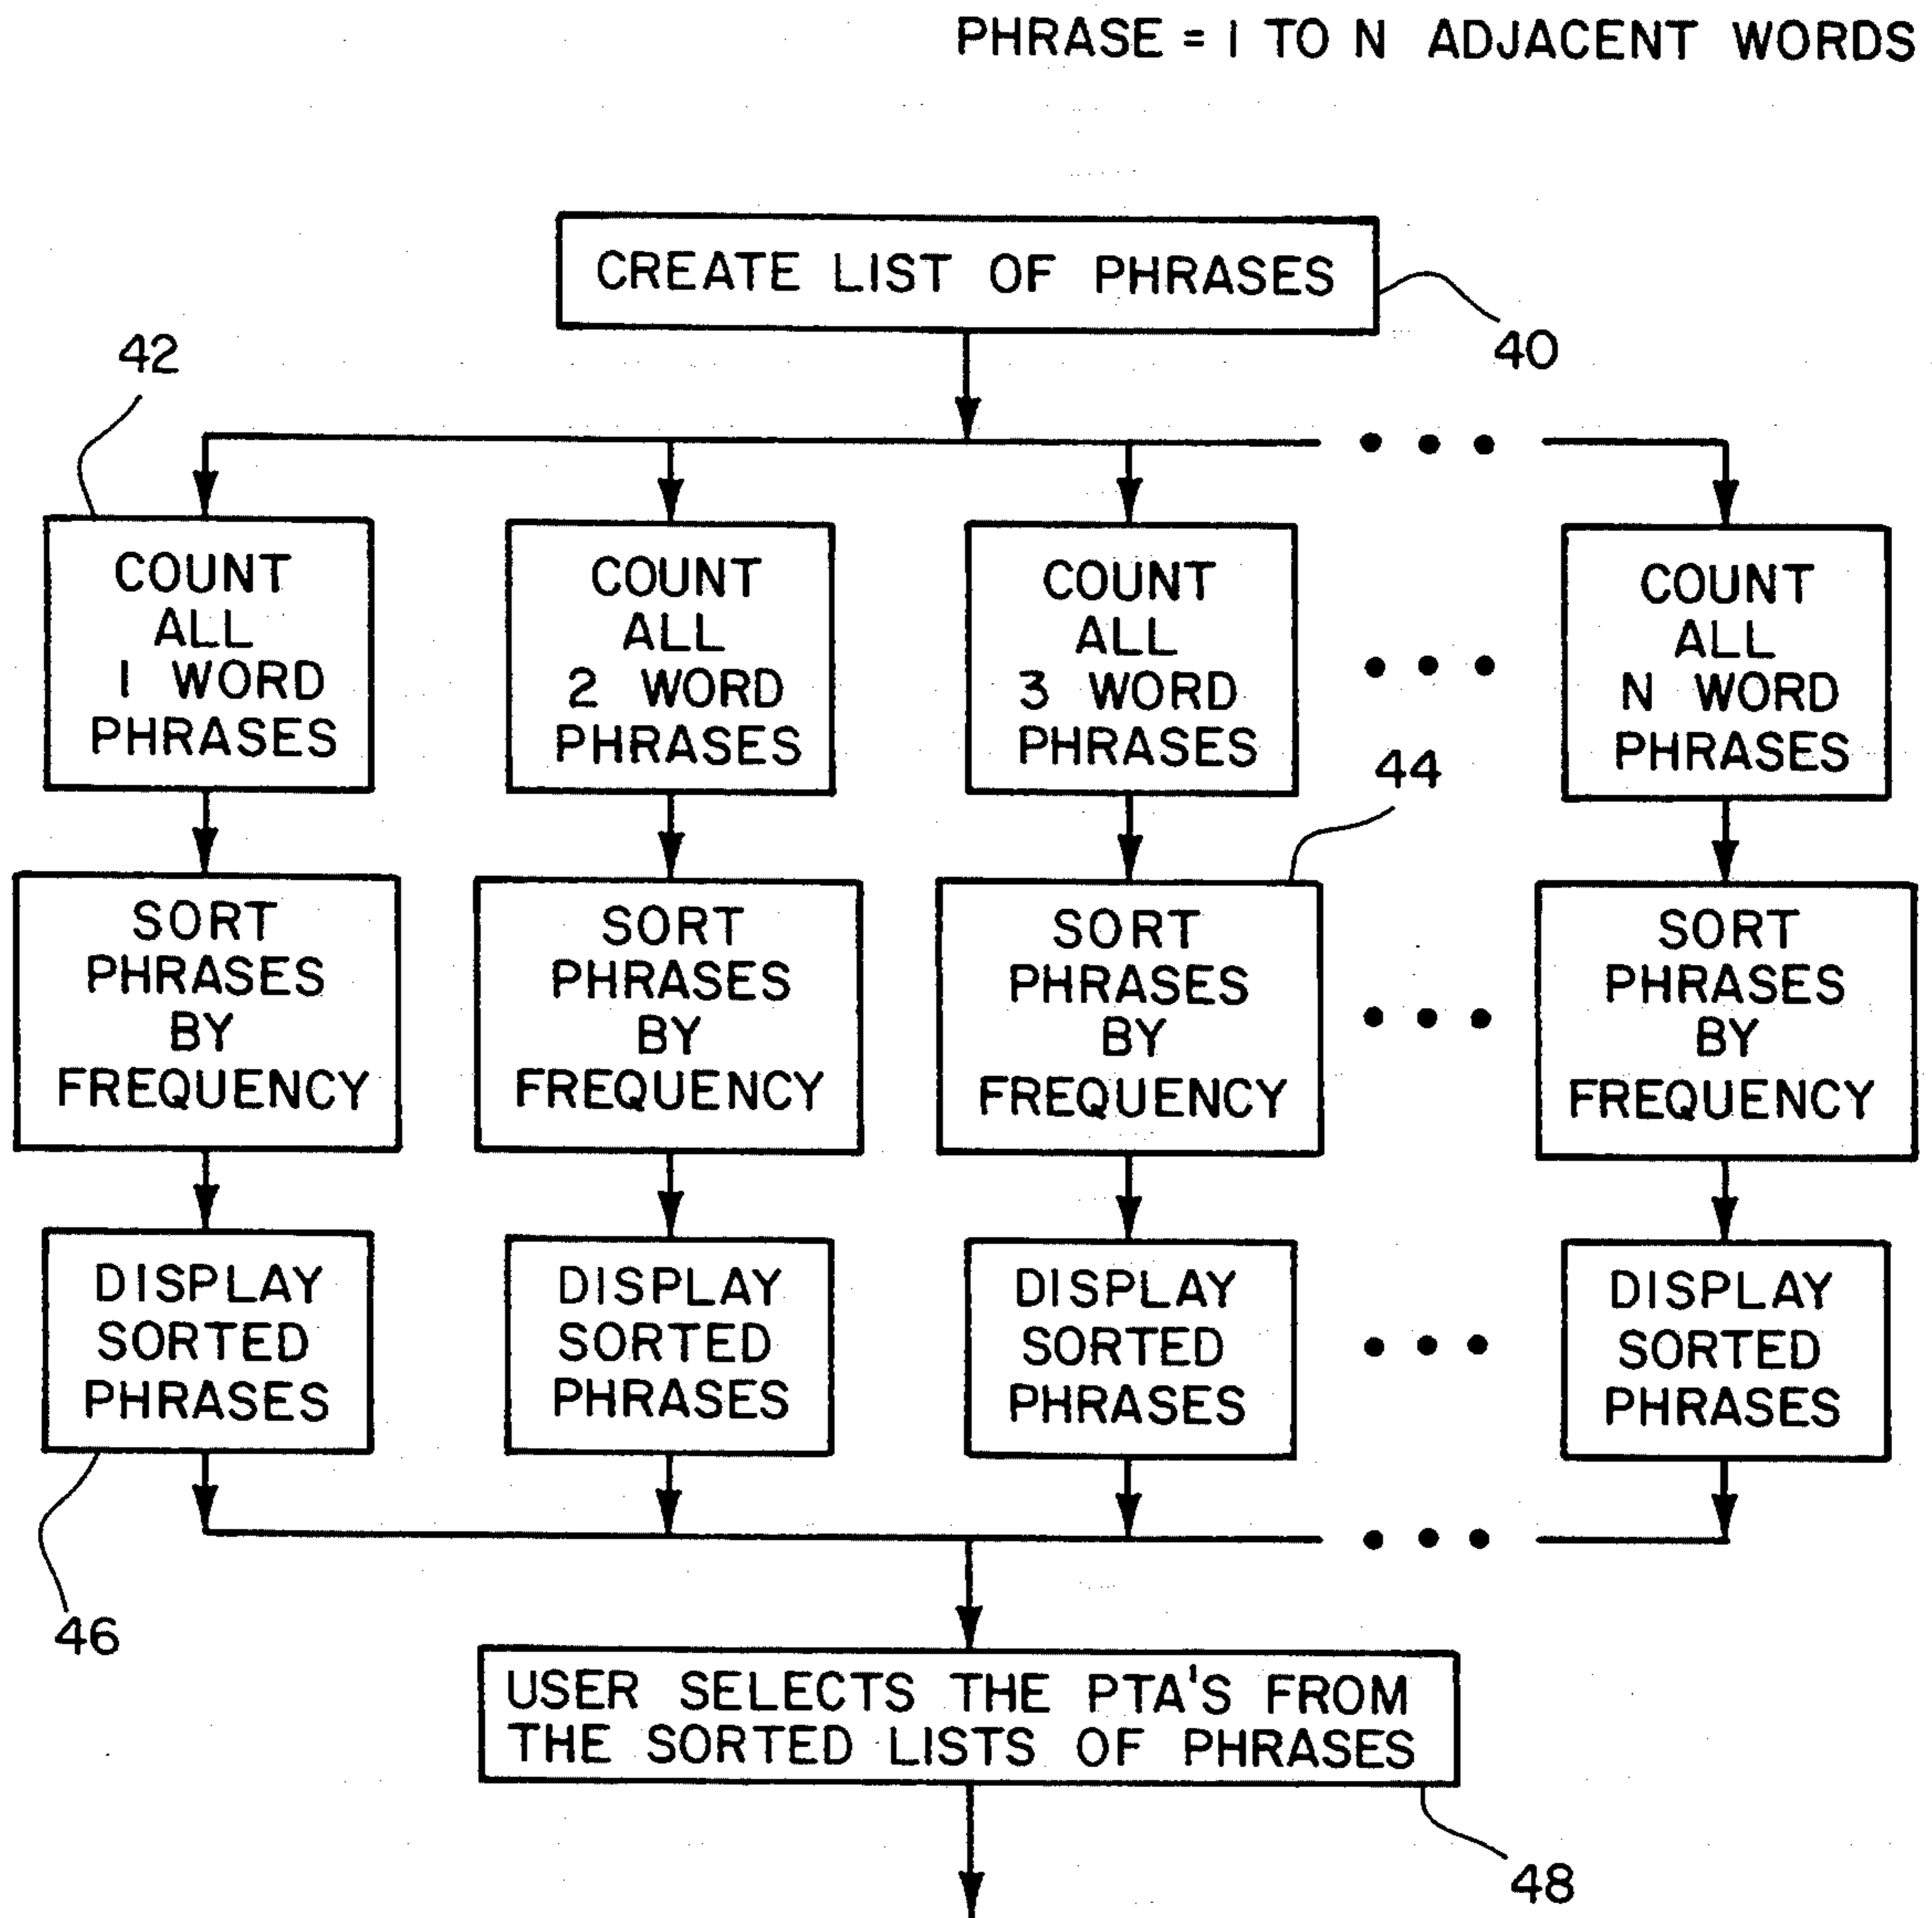 PHRASE = 1 TO N ADJACENT WORDS
CREATE LIST OF PHRASES
40
42
COUNT
ALL
1 WORD
PHRASES
COUNT
ALL
2 WORD
PHRASES
COUNT
ALL
3 WORD
PHRASES
COUNT
ALL
N WORD
PHRASES
44
SORT
PHRASES
BY
FREQUENCY
SORT
PHRASES
BY
FREQUENCY
SORT
PHRASES
BY
FREQUENCY
SORT
PHRASES
BY
FREQUENCY
DISPLAY
SORTED
PHRASES
DISPLAY
SORTED
PHRASES
DISPLAY
SORTED
PHRASES
DISPLAY
SORTED
PHRASES
46
USER SELECTS THE PTA'S FROM
THE SORTED LISTS OF PHRASES
48